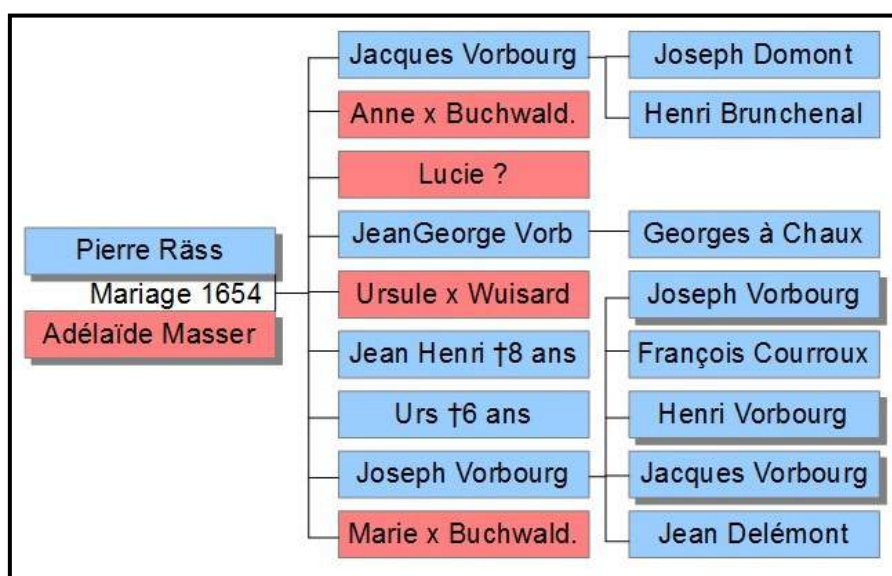 Pierre Räss
Mariage 1654
Adélaïde Masser
Jacques Vorbourg
Anne x Buchwald.
Lucie ?
JeanGeorge Vorb
Ursule x Wuisard
Jean Henri †8 ans
Urs †6 ans
Joseph Vorbourg
Marie x Buchwald.
Joseph Domont
Henri Brunchenal
Georges à Chaux
Joseph Vorbourg
François Courroux
Henri Vorbourg
Jacques Vorbourg
Jean Delémont